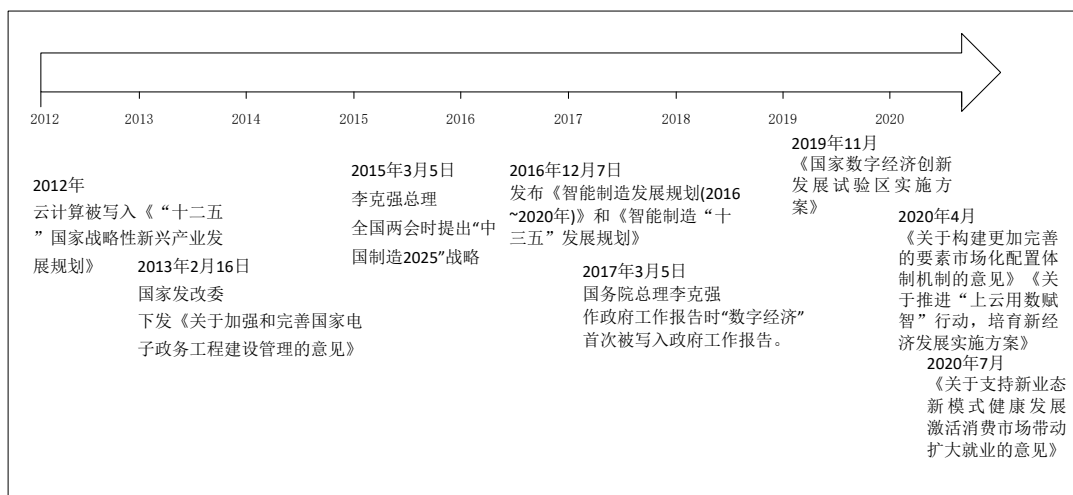 2012
2013
2014
2015
2016
2017
2018
2019
2020
2012年
云计算被写入《“十二五
”国家战略性新兴产业发
展规划》
2013年2月16日
国家发改委
下发《关于加强和完善国家电
子政务工程建设管理的意见》
2015年3月5日
李克强总理
全国两会时提出“中
国制造2025”战略
2016年12月7日
发布《智能制造发展规划(2016
~2020年)》和《智能制造“十
三五”发展规划》
2017年3月5日
国务院总理李克强
作政府工作报告时“数字经济”
首次被写入政府工作报告。
2019年11月
《国家数字经济创新
发展试验区实施方
案》
2020年4月
《关于构建更加完善
的要素市场化配置体
制机制的意见》《关
于推进“上云用数赋
智”行动，培育新经
济发展实施方案》
2020年7月
《关于支持新业态
新模式健康发展
激活消费市场带动
扩大就业的意见》